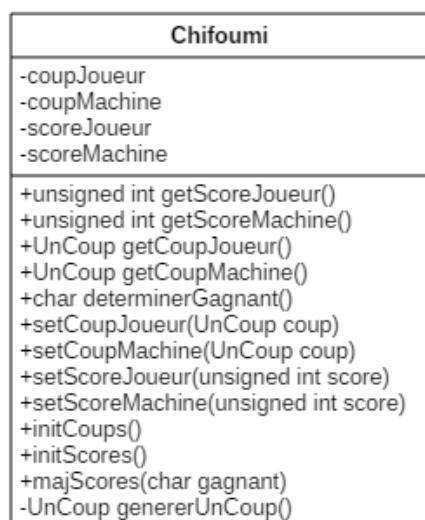 Chifoumi
-coupJoueur
-coupMachine
-scoreJoueur
-scoreMachine
+unsigned int getScoreJoueur()
+unsigned int getScoreMachine()
+UnCoup getCoupJoueur()
+UnCoup getCoupMachine()
+char determinerGagnant()
+setCoupJoueur(UnCoup coup)
+setCoupMachine(UnCoup coup)
+setScoreJoueur(unsigned int score)
+setScoreMachine(unsigned int score)
+initCoups()
+initScores()
+majScores(char gagnant)
-UnCoup genererUnCoup()